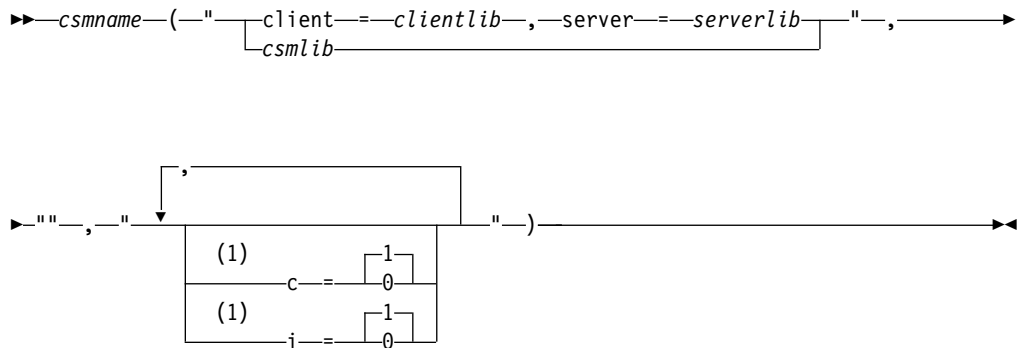 csmname ( " client = clientlib , server = serverlib " ,
csmlib
,
"" , " " )
(1) 1
c = 0
(1) 1
i = 0